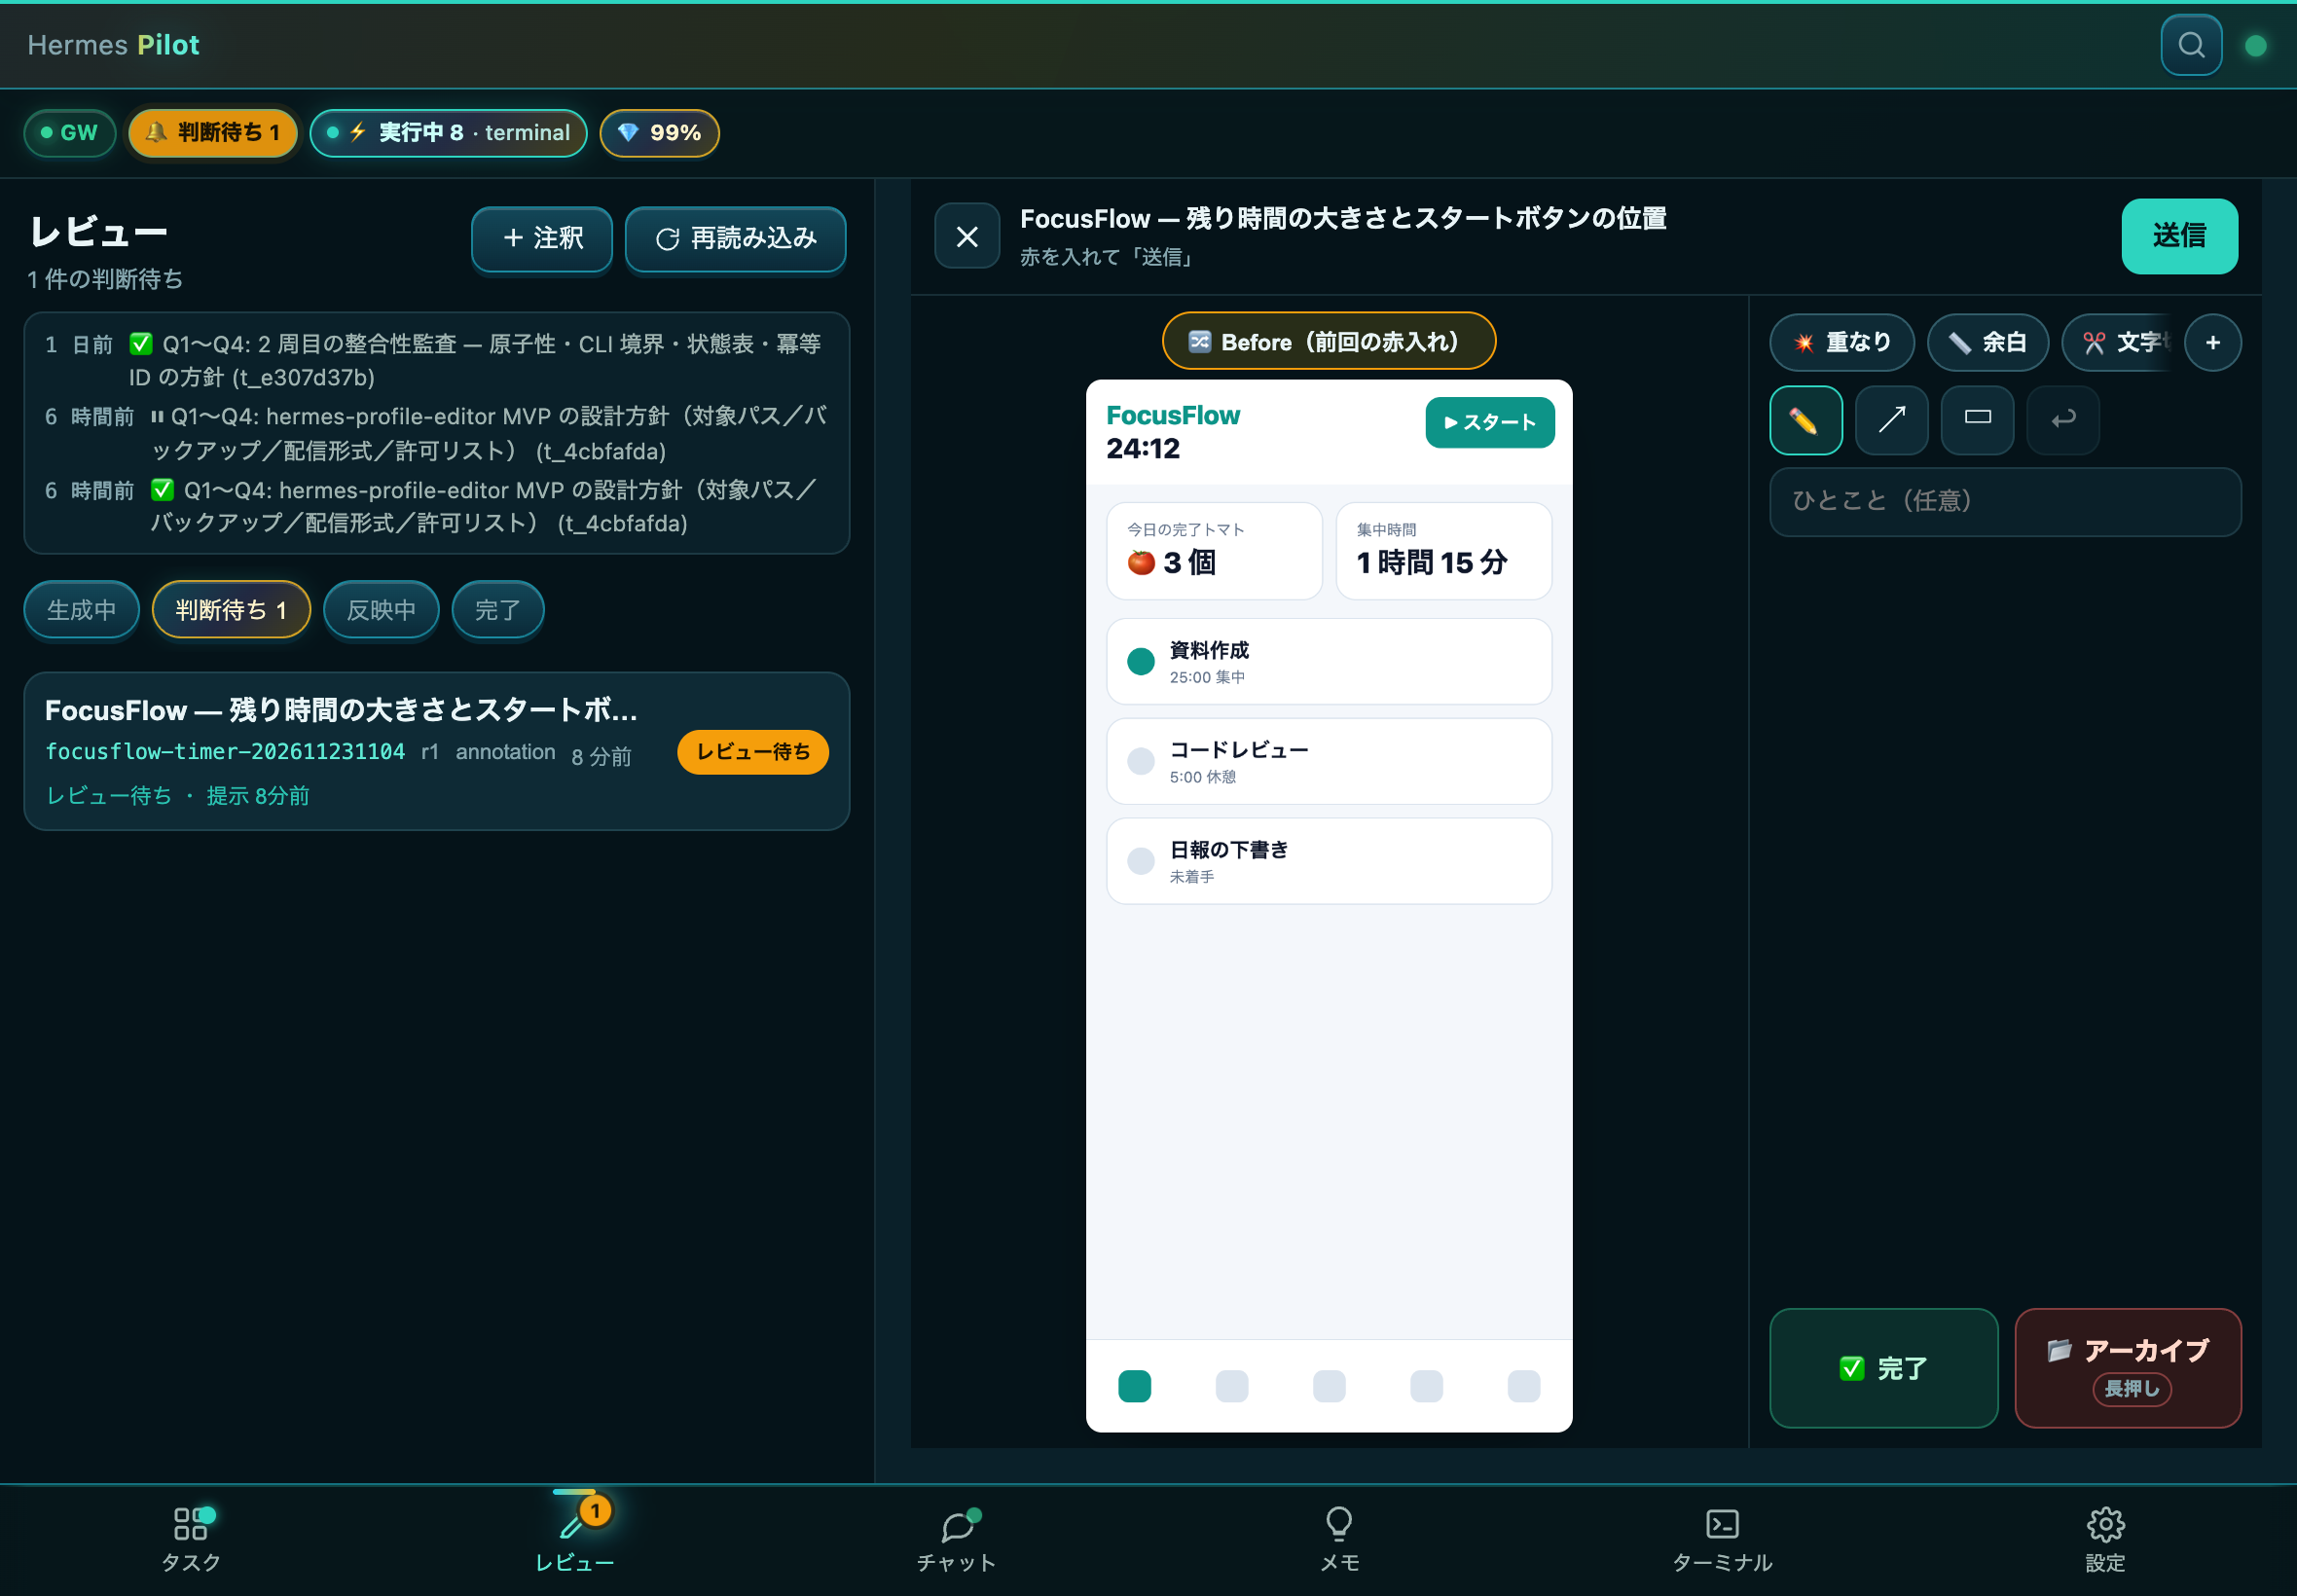 Hermes Pilot
GW
判断待ち 1
実行中 8 · terminal
99%
レビュー
1 件の判断待ち
+ 注釈
再読み込み
1 日前 ✅ Q1〜Q4: 2 周目の整合性監査 — 原子性・CLI 境界・状態表・冪等
ID の方針 (t_e307d37b)
6 時間前 ⏸ Q1〜Q4: hermes-profile-editor MVP の設計方針（対象パス／バ
ックアップ／配信形式／許可リスト） (t_4cbfafda)
6 時間前 ✅ Q1〜Q4: hermes-profile-editor MVP の設計方針（対象パス／
バックアップ／配信形式／許可リスト） (t_4cbfafda)
生成中
判断待ち 1
反映中
完了
FocusFlow — 残り時間の大きさとスタートボ...
focusflow-timer-202611231104 r1 annotation 8 分前
レビュー待ち
レビュー待ち ・ 提示 8分前
FocusFlow — 残り時間の大きさとスタートボタンの位置
赤を入れて「送信」
送信
Before（前回の赤入れ）
FocusFlow
24:12
スタート
今日の完了トマト
3 個
集中時間
1 時間 15 分
資料作成
25:00 集中
コードレビュー
5:00 休憩
日報の下書き
未着手
重なり
余白
文字
+
ひとこと（任意）
完了
アーカイブ
長押し
タスク
1
レビュー
チャット
メモ
ターミナル
設定